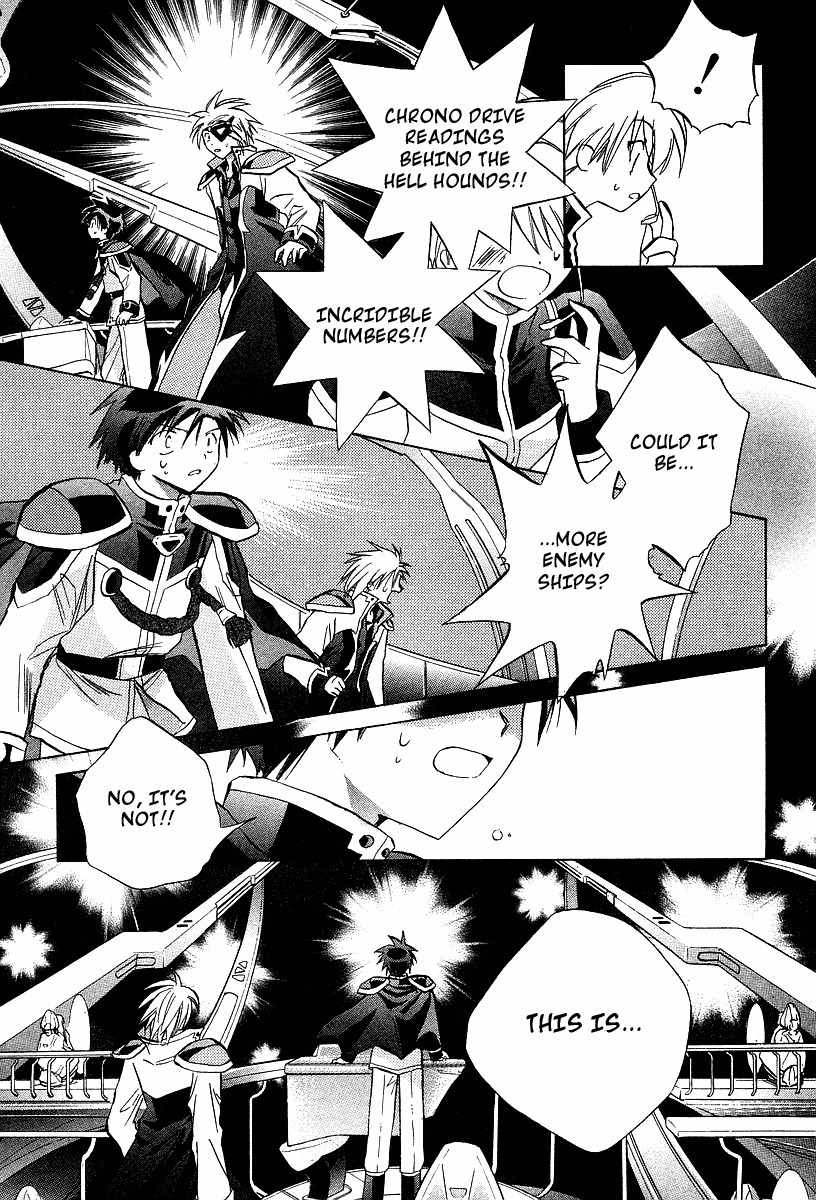 !
CHRONO DRIVE
READINGS
BEHIND THE
HELL HOUNDS!!
INCRIDIBLE
NUMBERS!!
COULD IT
BE...
...MORE
ENEMY
SHIPS?
NO, IT'S
NOT!!
THIS IS...